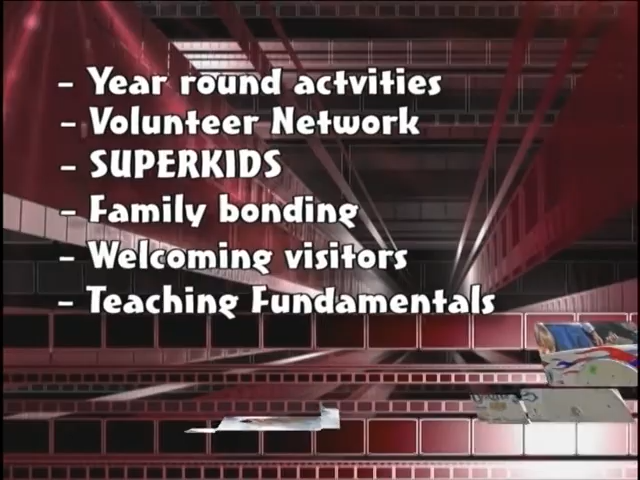 - Year round actvities
- Volunteer Network
- SUPERKIDS
- Family bonding
- Welcoming visitors
- Teaching Fundamentals